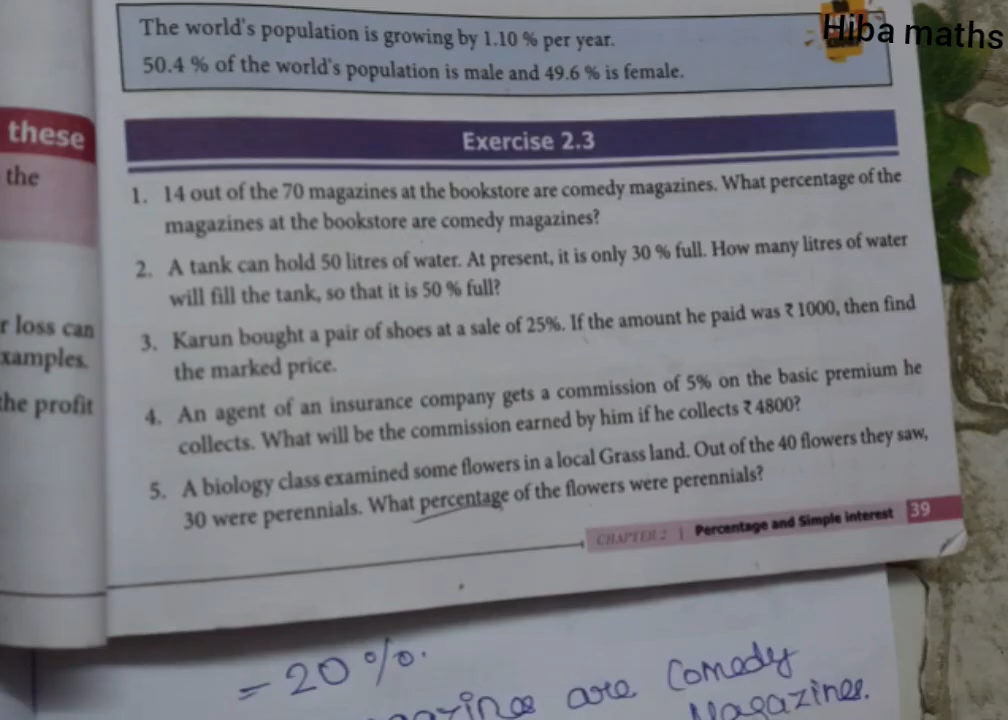 The world's population is growing by 1.10 % per year.
50.4 % of the world's population is male and 49.6 % is female.
Hiba maths
these
the
r loss can
xamples.
the profit
Exercise 2.3
1. 14 out of the 70 magazines at the bookstore are comedy magazines. What percentage of the
magazines at the bookstore are comedy magazines?
2. A tank can hold 50 litres of water. At present, it is only 30 % full. How many litres of water
will fill the tank, so that it is 50 % full?
3. Karun bought a pair of shoes at a sale of 25%. If the amount he paid was ₹ 1000, then find
the marked price.
4. An agent of an insurance company gets a commission of 5% on the basic premium he
collects. What will be the commission earned by him if he collects ₹ 4800?
5. A biology class examined some flowers in a local Grass land. Out of the 40 flowers they saw,
30 were perennials. What percentage of the flowers were perennials?
CHAPTER 2 | Percentage and Simple interest 39
= 20 %.
are Comedy
Magazines.